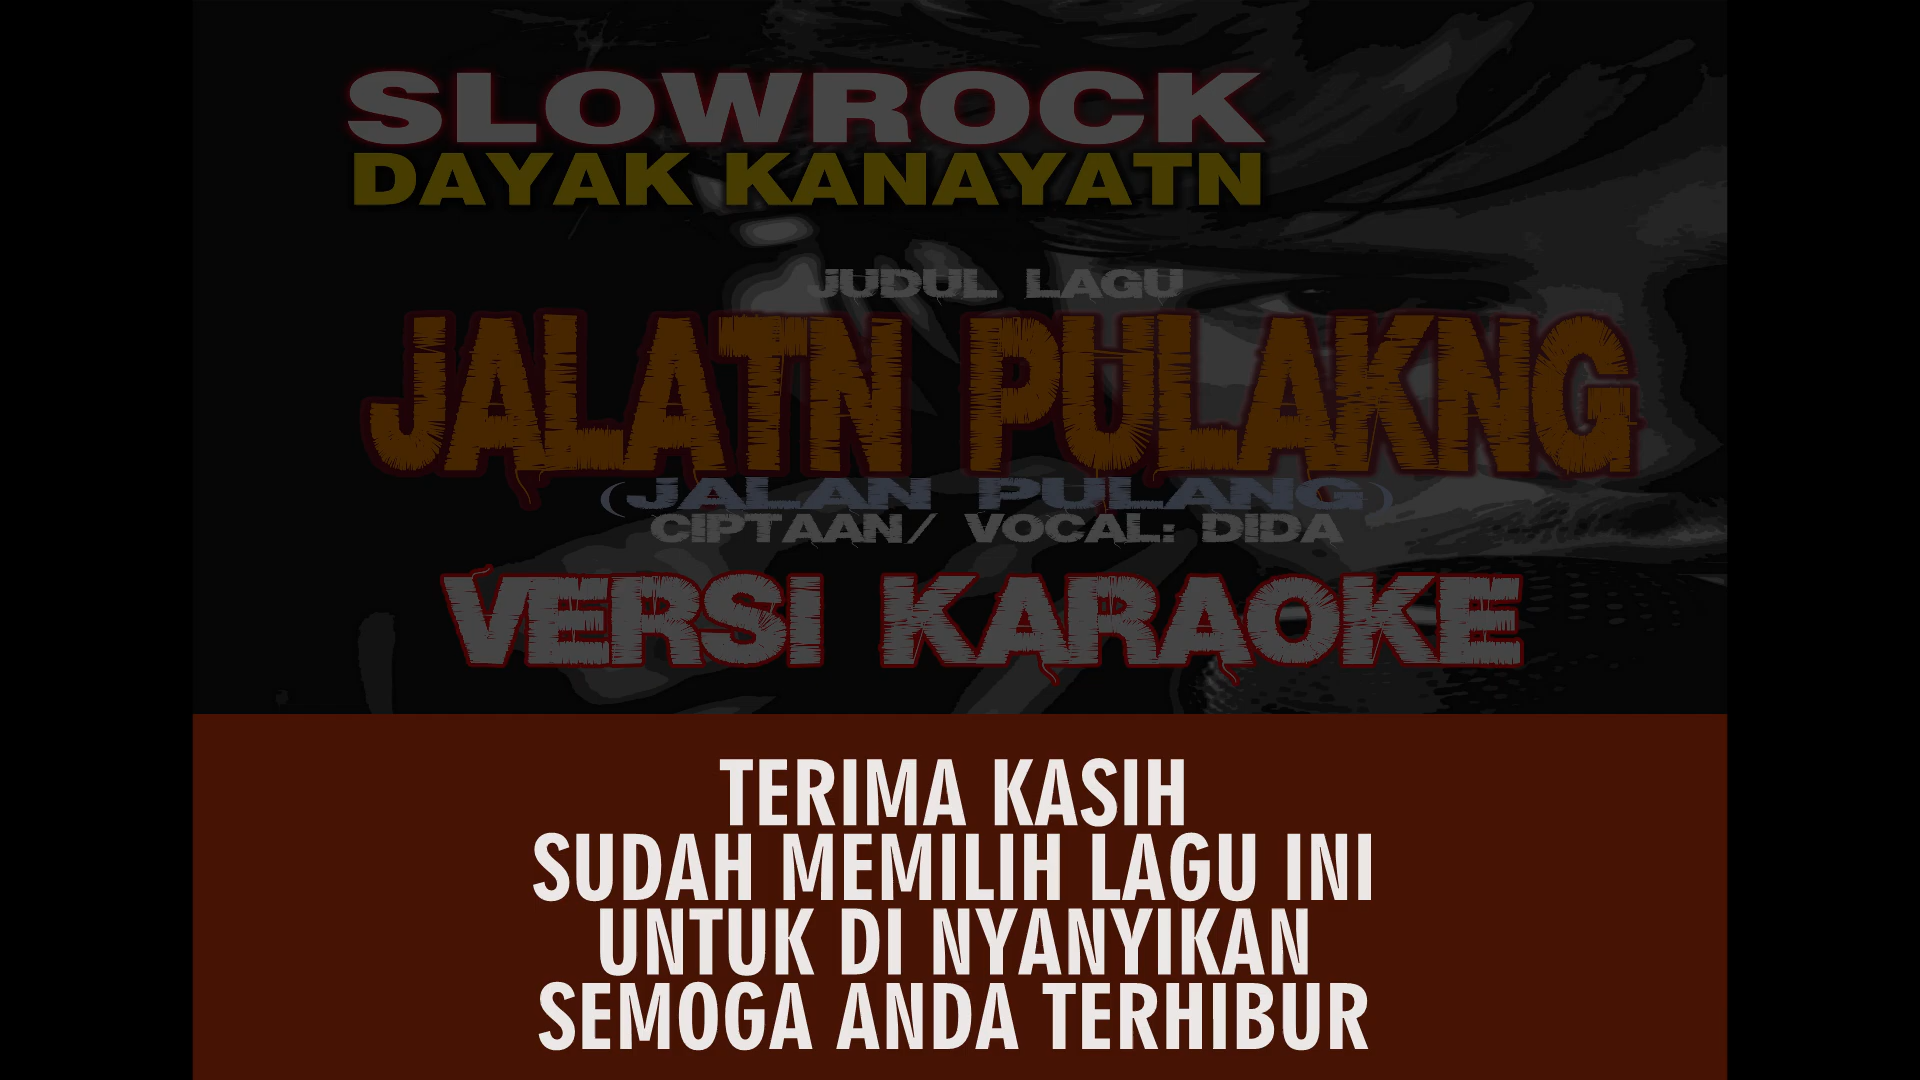 SLOWROCK
DAYAK KANAYATN
JUDUL LAGU
JALATN PULAKNG
(JALAN PULANG)
CIPTAAN/ VOCAL: DIDA
VERSI KARAOKE
TERIMA KASIH
SUDAH MEMILIH LAGU INI
UNTUK DI NYANYIKAN
SEMOGA ANDA TERHIBUR